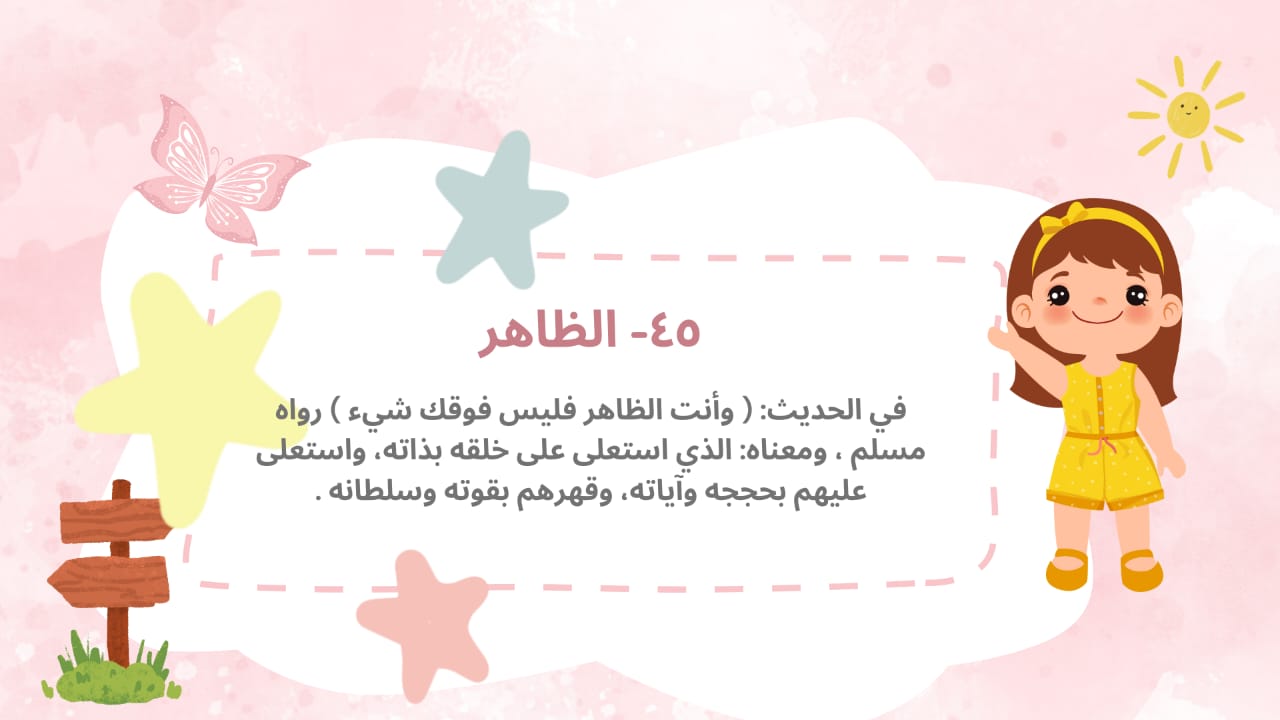 ٤٥- الظاهر
في الحديث: ( وأنت الظاهر فليس فوقك شيء ) رواه
مسلم ، ومعناه: الذي استعلى على خلقه بذاته، واستعلى
عليهم بحججه وآياته، وقهرهم بقوته وسلطانه .